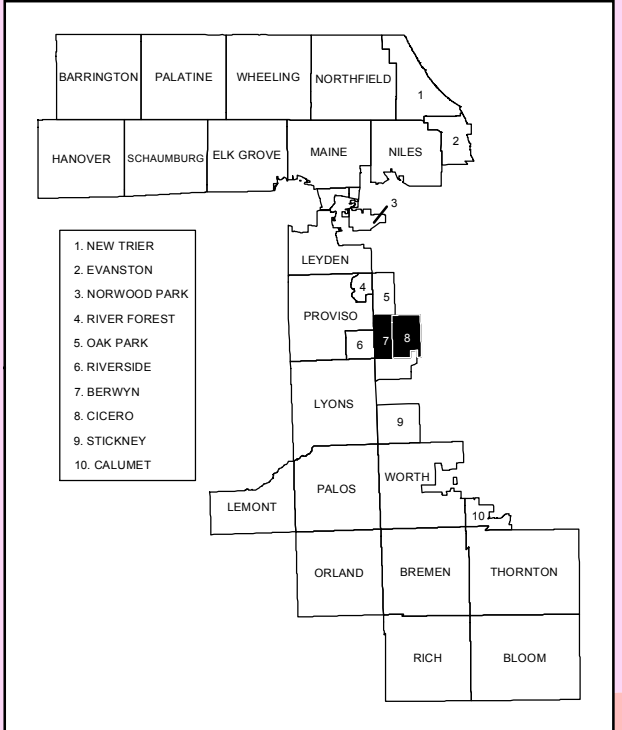 BARRINGTON
PALATINE
WHEELING
NORTHFIELD
1
2
HANOVER
SCHAUMBURG
ELK GROVE
MAINE
NILES
3
LEYDEN
4
5
PROVISO
6
7
8
1. NEW TRIER
2. EVANSTON
3. NORWOOD PARK
4. RIVER FOREST
5. OAK PARK
6. RIVERSIDE
7. BERWYN
8. CICERO
9. STICKNEY
10. CALUMET
LYONS
9
WORTH
PALOS
LEMONT
10
ORLAND
BREMEN
THORNTON
RICH
BLOOM